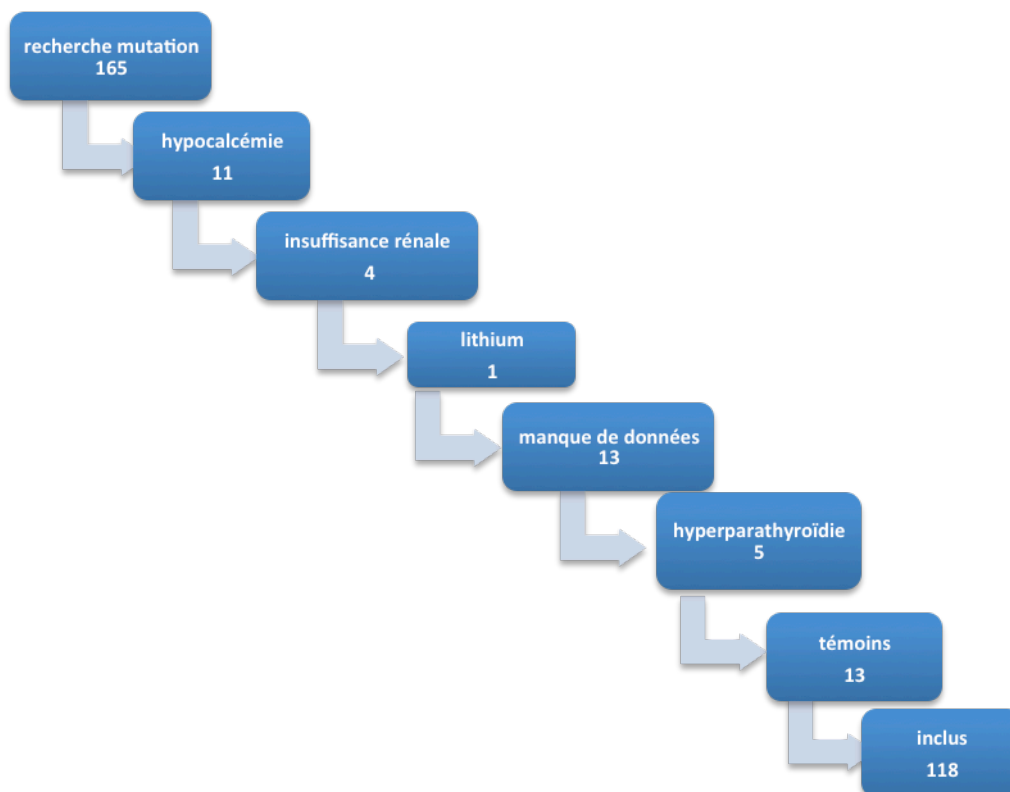 recherche mutation
165
hypocalcémie
11
insuffisance rénale
4
lithium
1
manque de données
13
hyperparathyroïdie
5
témoins
13
inclus
118